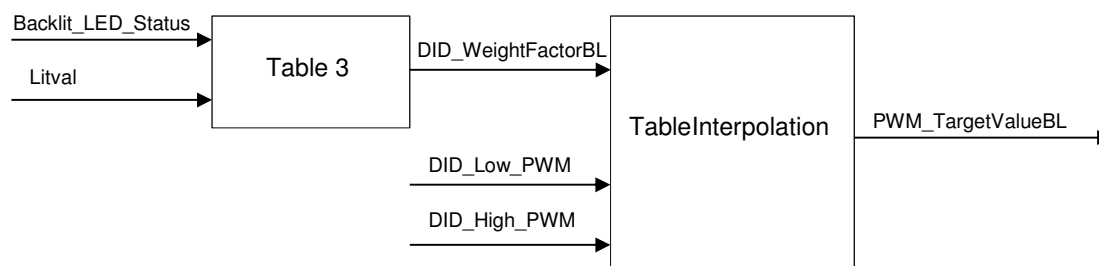 Backlit_LED_Status
Litval
Table 3
DID_WeightFactorBL
DID_Low_PWM
DID_High_PWM
TableInterpolation
PWM_TargetValueBL